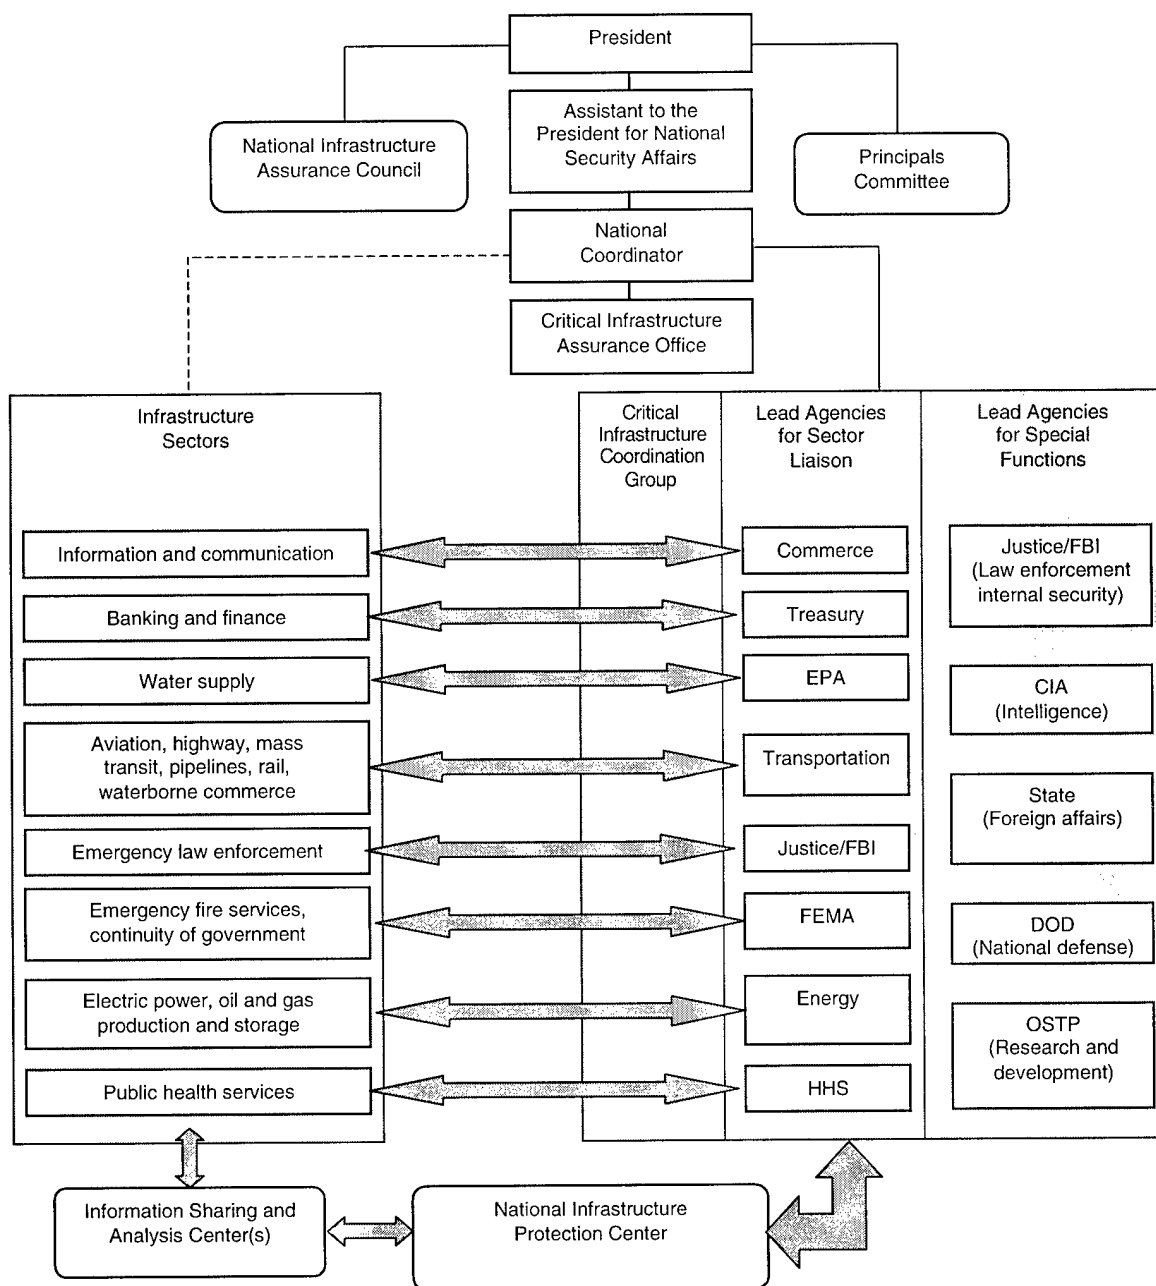 President
Assistant to the
President for National
Security Affairs
National Infrastructure
Assurance Council
Principals
Committee
National
Coordinator
Critical Infrastructure
Assurance Office
Infrastructure
Sectors
Information and communication
Banking and finance
Water supply
Aviation, highway, mass
transit, pipelines, rail,
waterborne commerce
Emergency law enforcement
Emergency fire services,
continuity of government
Electric power, oil and gas
production and storage
Public health services
Critical
Infrastructure
Coordination
Group
Lead Agencies
for Sector
Liaison
Commerce
Treasury
EPA
Transportation
Justice/FBI
FEMA
Energy
HHS
Lead Agencies
for Special
Functions
Justice/FBI
(Law enforcement
internal security)
CIA
(Intelligence)
State
(Foreign affairs)
DOD
(National defense)
OSTP
(Research and
development)
Information Sharing and
Analysis Center(s)
National Infrastructure
Protection Center